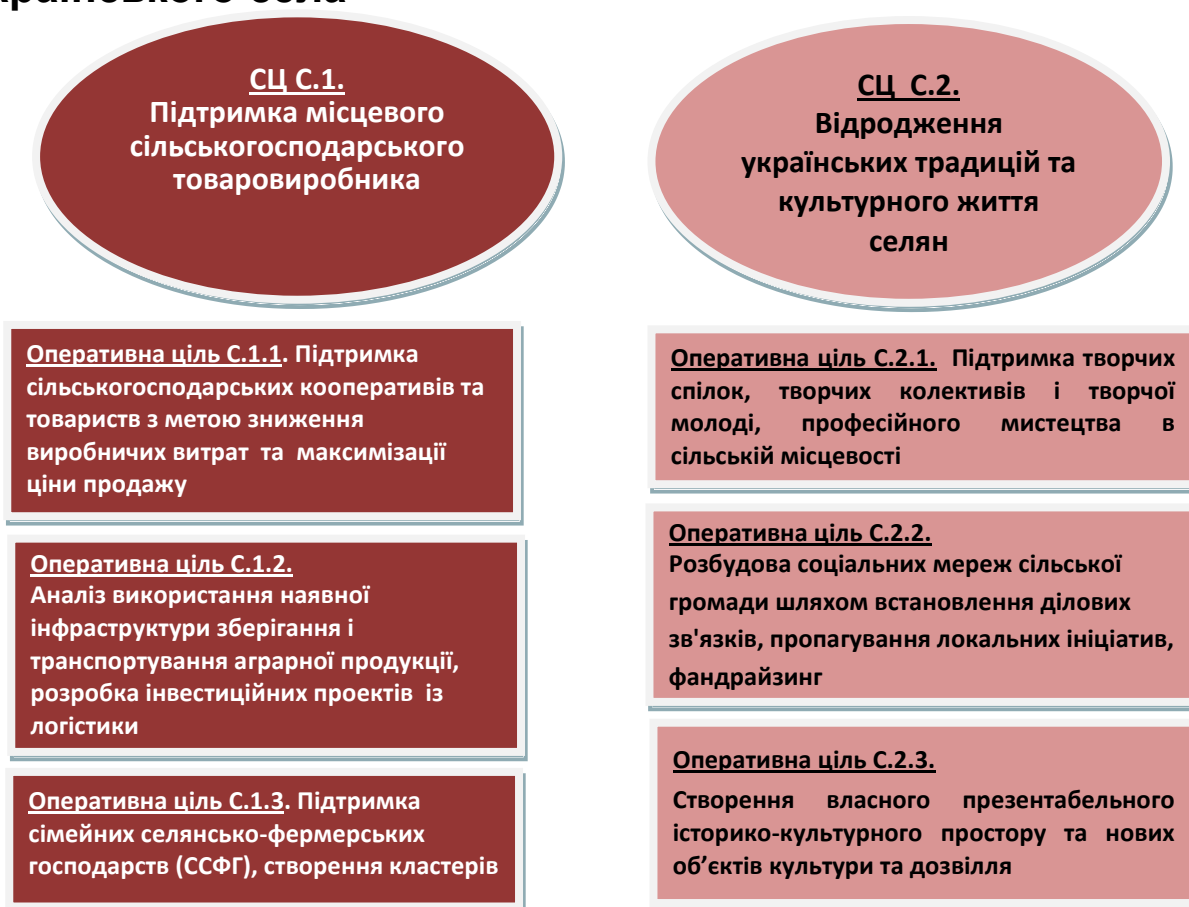 СЦ С.1.
Підтримка місцевого
сільськогосподарського
товаровиробника
СЦ С.2.
Відродження
українських традицій та
культурного життя
селян
Оперативна ціль С.1.1. Підтримка
сільськогосподарських кооперативів та
товариств з метою зниження
виробничих витрат та максимізації
ціни продажу
Оперативна ціль С.1.2.
Аналіз використання наявної
інфраструктури зберігання і
транспортування аграрної продукції,
розробка інвестиційних проектів із
логістики
Оперативна ціль С.1.3. Підтримка
сімейних селянсько-фермерських
господарств (ССФГ), створення кластерів
Оперативна ціль С.2.1. Підтримка творчих
спілок, творчих колективів і творчої
молоді, професійного мистецтва в
сільській місцевості
Оперативна ціль С.2.2.
Розбудова соціальних мереж сільської
громади шляхом встановлення ділових
зв'язків, пропагування локальних ініціатив,
фандрайзинг
Оперативна ціль С.2.3.
Створення власного презентабельного
історико-культурного простору та нових
об’єктів культури та дозвілля